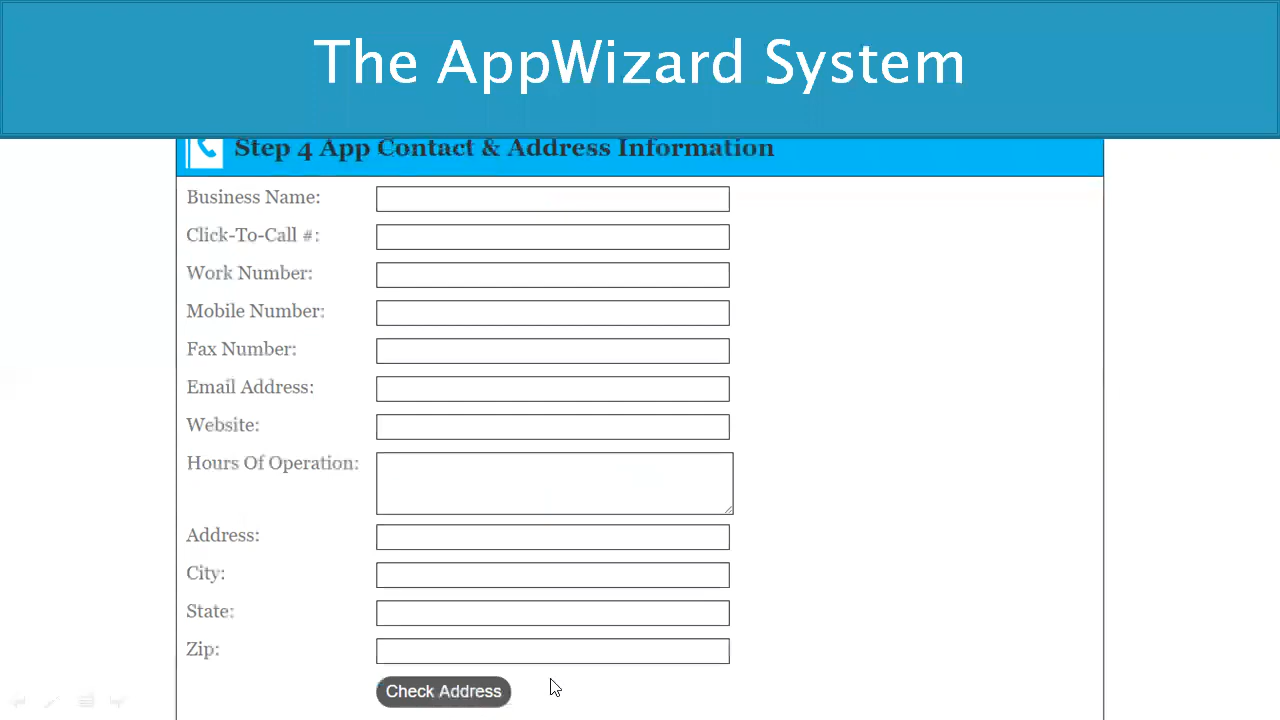 The AppWizard System
Step 4 App Contact & Address Information
Business Name:
Click-To-Call #:
Work Number:
Mobile Number:
Fax Number:
Email Address:
Website:
Hours Of Operation:
Address:
City:
State:
Zip:
Check Address